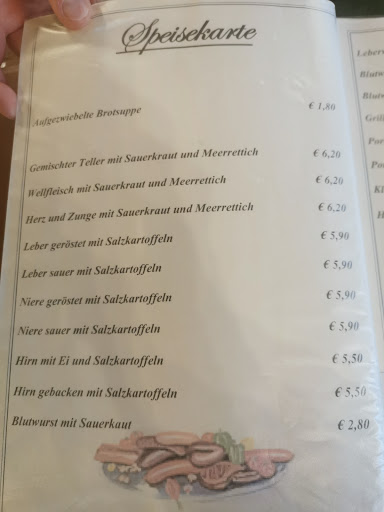 Speisekarte
Aufgezwiebelte Brotsuppe € 1,80
Gemischter Teller mit Sauerkraut und Meerrettich € 6,20
Wellfleisch mit Sauerkraut und Meerrettich € 6,20
Herz und Zunge mit Sauerkraut und Meerrettich € 6,20
Leber geröstet mit Salzkartoffeln € 5,90
Leber sauer mit Salzkartoffeln € 5,90
Niere geröstet mit Salzkartoffeln € 5,90
Niere sauer mit Salzkartoffeln € 5,90
Hirn mit Ei und Salzkartoffeln € 5,50
Hirn gebacken mit Salzkartoffeln € 5,50
Blutwurst mit Sauerkaut € 2,80